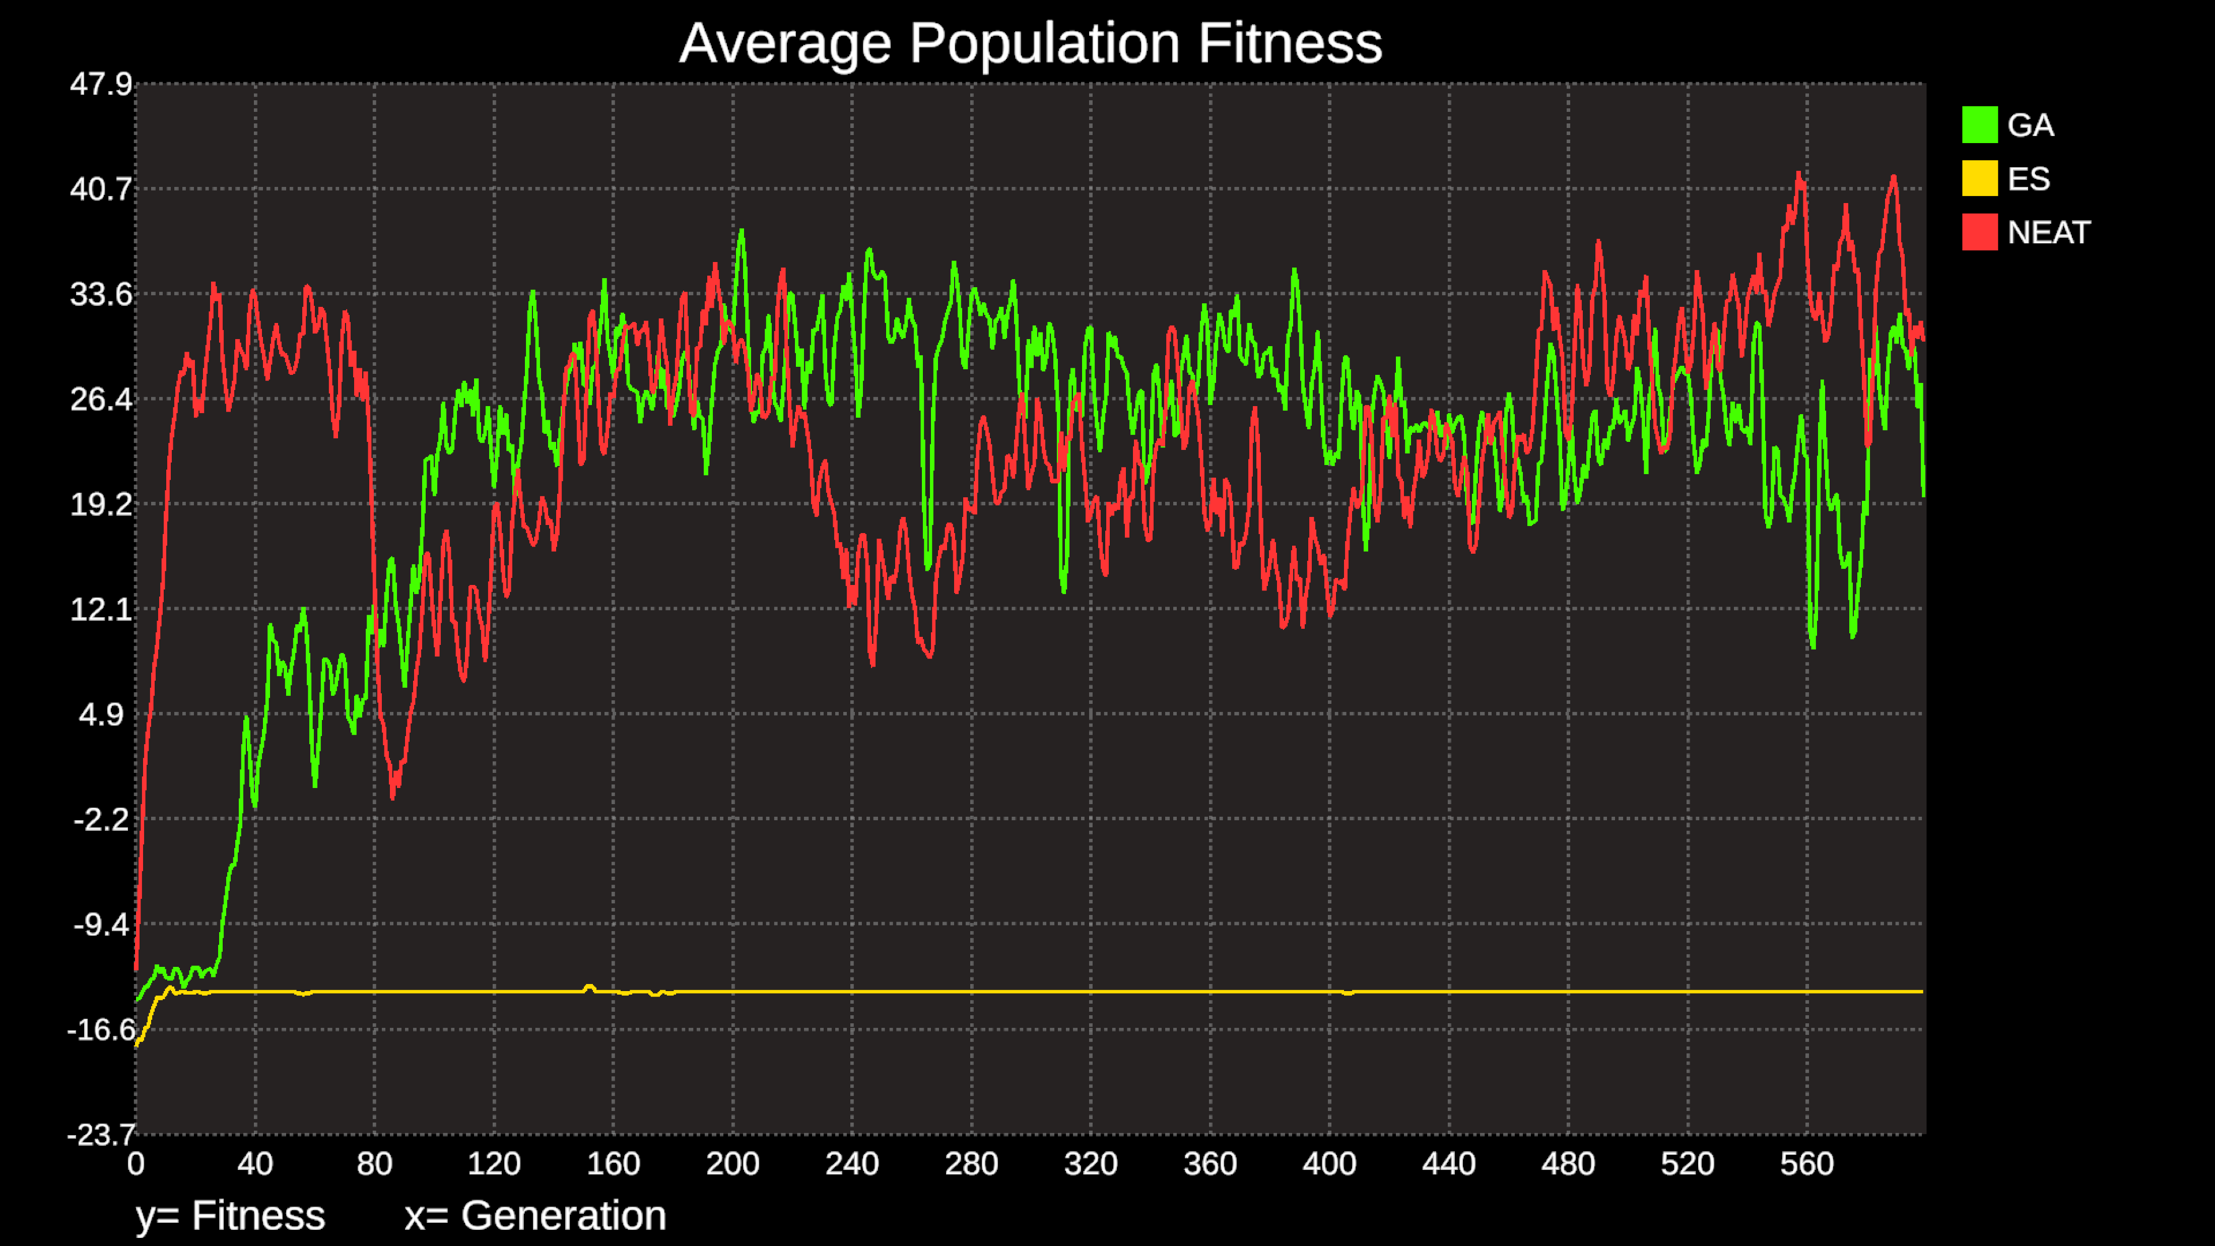 Average Population Fitness
47.9
40.7
33.6
26.4
19.2
12.1
4.9
-2.2
-9.4
-16.6
-23.7
0 40 80 120 160 200 240 280 320 360 400 440 480 520 560
y= Fitness x= Generation
GA
ES
NEAT